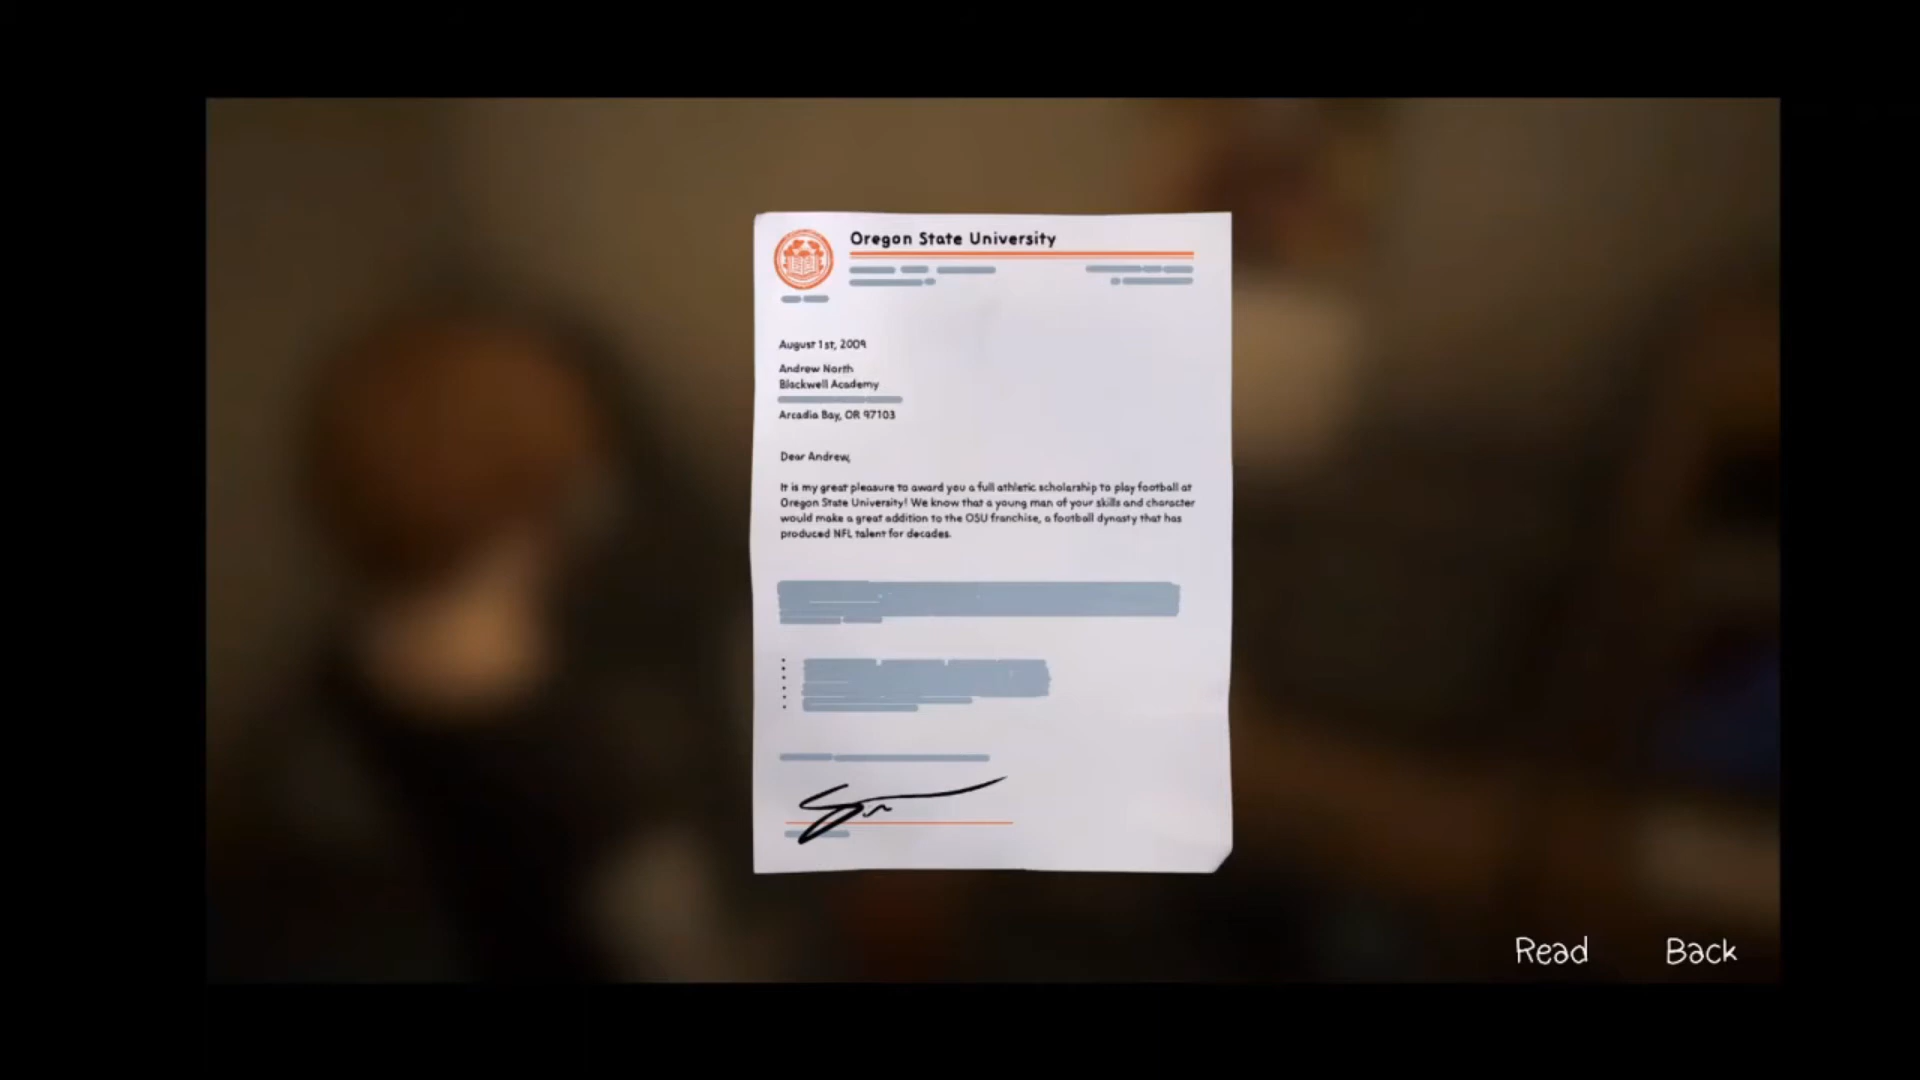 Oregon State University
August 1st, 2009
Andrew North
Blackwell Academy
Arcadia Bay, OR 97103
Dear Andrew,
It is my great pleasure to award you a full athletic scholarship to play football at
Oregon State University! We know that a young man of your skills and character
would make a great addition to the OSU franchise, a football dynasty that has
produced NFL talent for decades.
Read Back